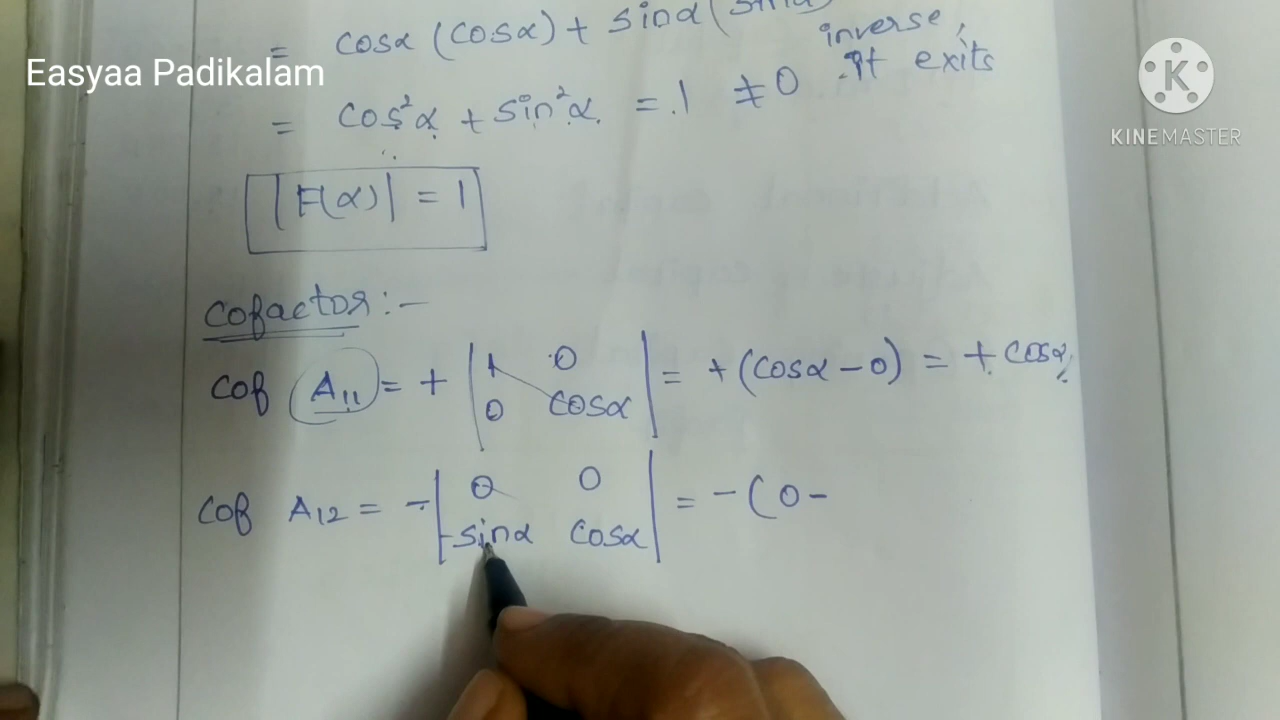 = cosα (cosα) + sinα (sinα)
inverse,
Easyaa Padikalam
It exits
= cos²α + sin²α = 1 ≠ 0
KINEMASTER
|F(α)| = 1
Cofactor:-
Cof A₁₁ = + | 1 0 | = +(cosα - 0) = + cosα
0 cosα
Cof A₁₂ = - | 0 0 | = -(0 -
-sinα cosα